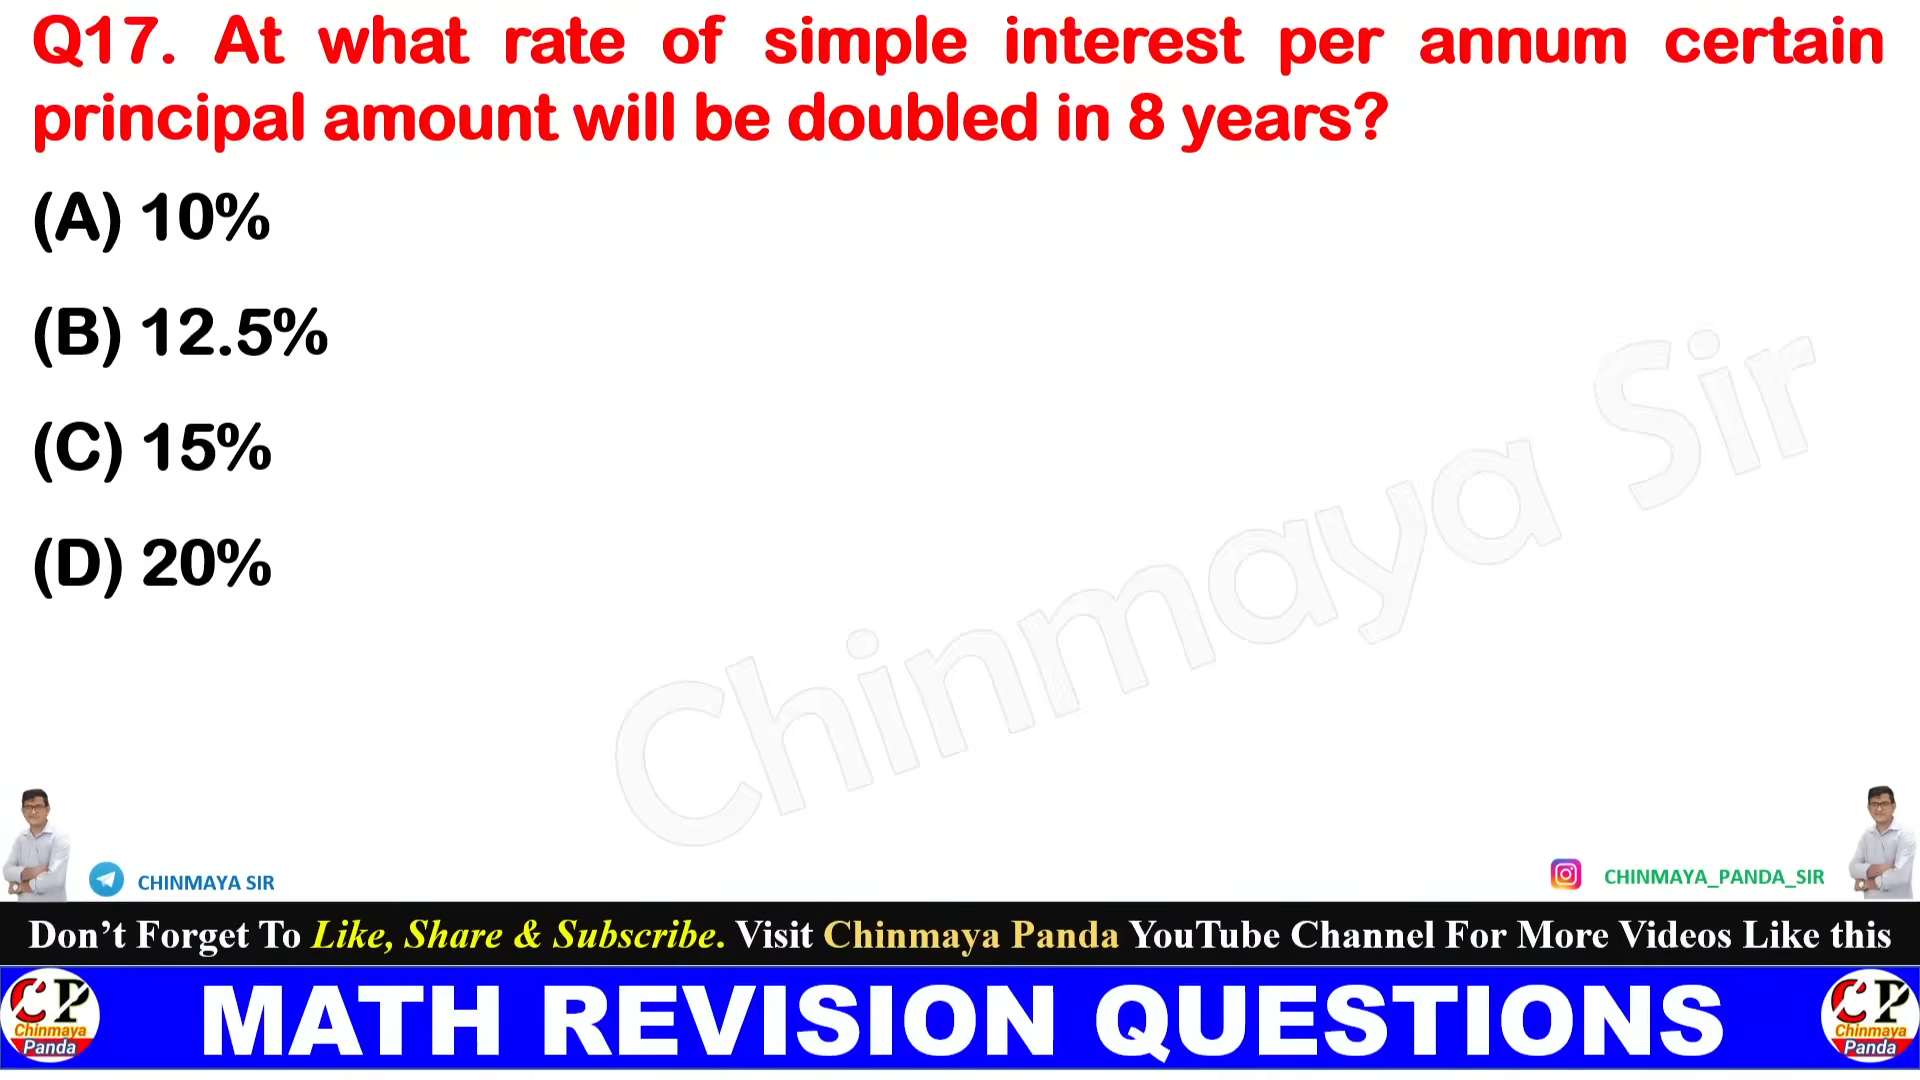 Q17. At what rate of simple interest per annum certain
principal amount will be doubled in 8 years?
(A) 10%
(B) 12.5%
(C) 15%
(D) 20%
Chinmaya Sir
CHINMAYA SIR
CHINMAYA_PANDA_SIR
Don’t Forget To Like, Share & Subscribe. Visit Chinmaya Panda YouTube Channel For More Videos Like this
CP
Chinmaya
Panda
MATH REVISION QUESTIONS
CP
Chinmaya
Panda